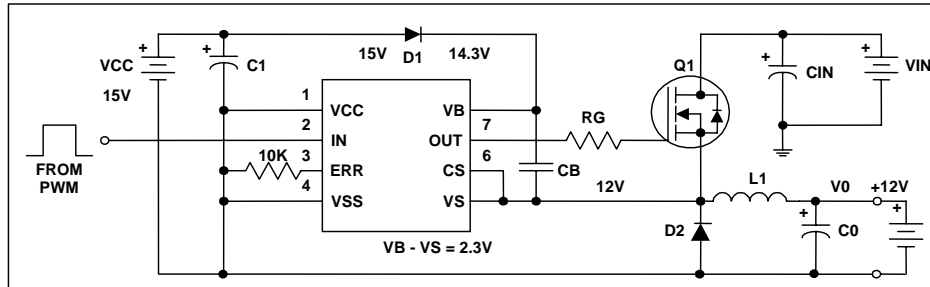 +
+
15V
D1
14.3V
Q1
+
+
VCC
15V
C1
CIN
VIN
1
VCC
VB
2
IN
7
OUT
RG
10K
3
ERR
6
CS
CB
12V
L1
V0
+12V
4
VSS
VS
FROM
PWM
D2
+
C0
+
VB - VS = 2.3V